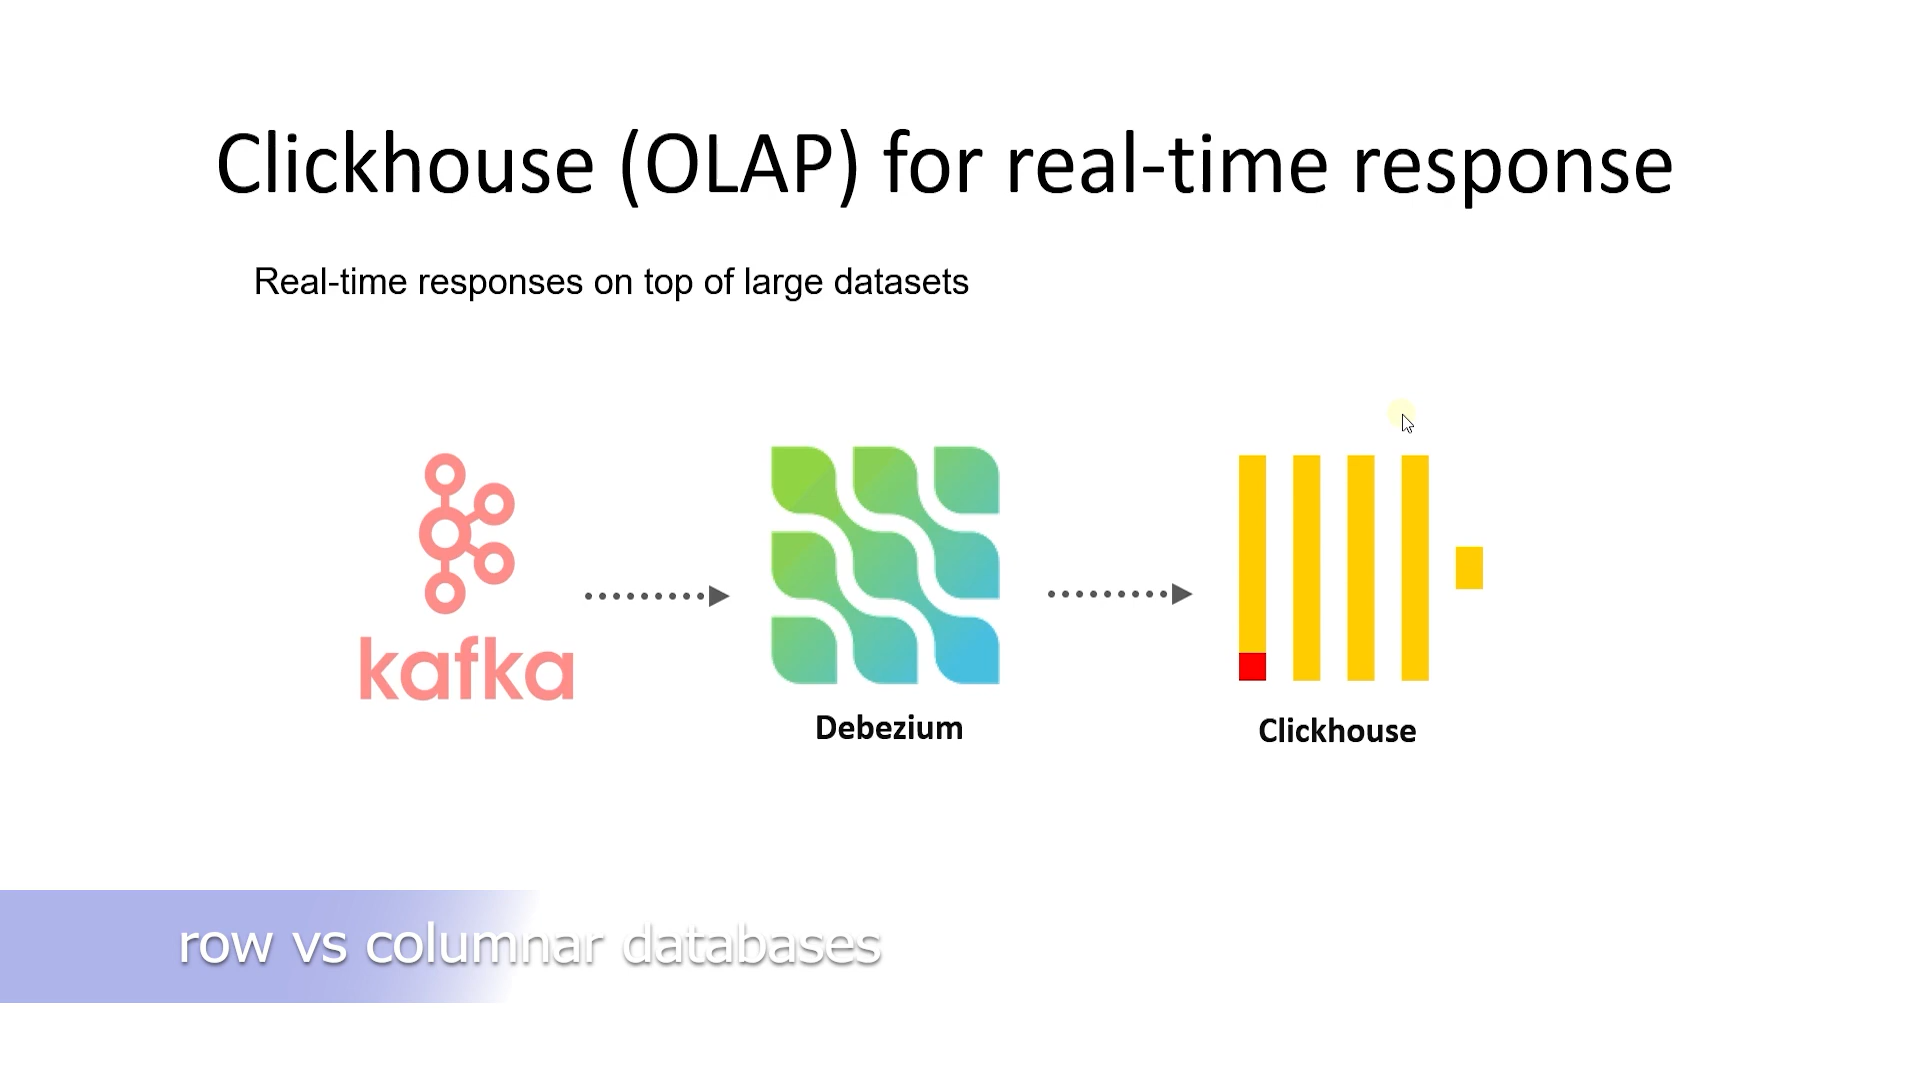 Clickhouse (OLAP) for real-time response
Real-time responses on top of large datasets
kafka
Debezium
Clickhouse
row vs columnar databases